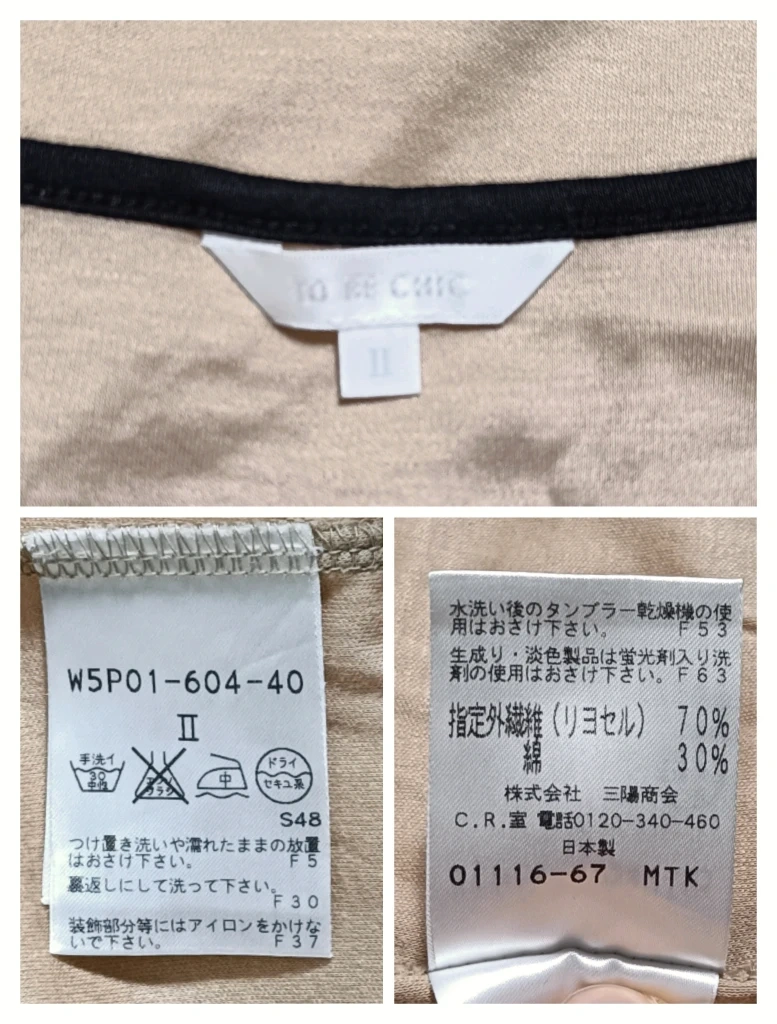 TO BE CHIC
II
W5P01-604-40
II
手洗イ
30
中性
エンソ
サラシ
中
ドライ
セキユ系
S48
つけ置き洗いや濡れたままの放置
はおさけ下さい。 F5
裏返しにして洗って下さい。
F30
装飾部分等にはアイロンをかけな
いで下さい。 F37
水洗い後のタンブラー乾燥機の使
用はおさけ下さい。 F53
生成り・淡色製品は蛍光剤入り洗
剤の使用はおさけ下さい。F63
指定外繊維(リヨセル) 70%
綿 30%
株式会社 三陽商会
C.R.室 電話0120-340-460
日本製
01116-67 MTK